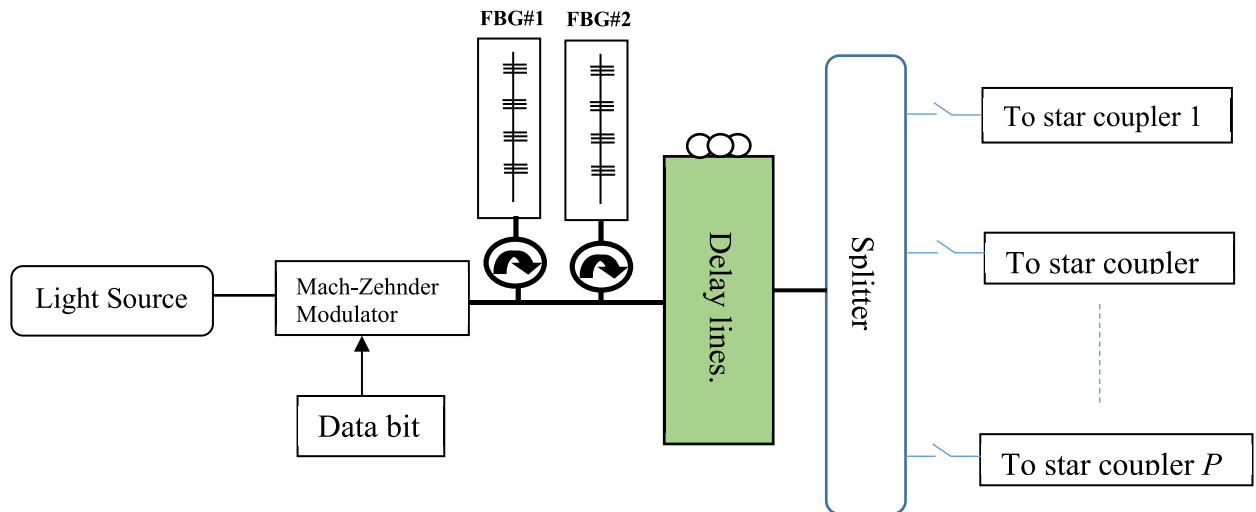 FBG#1
FBG#2
Light Source
Mach-Zehnder
Modulator
Data bit
Delay lines.
Splitter
To star coupler 1
To star coupler
To star coupler P